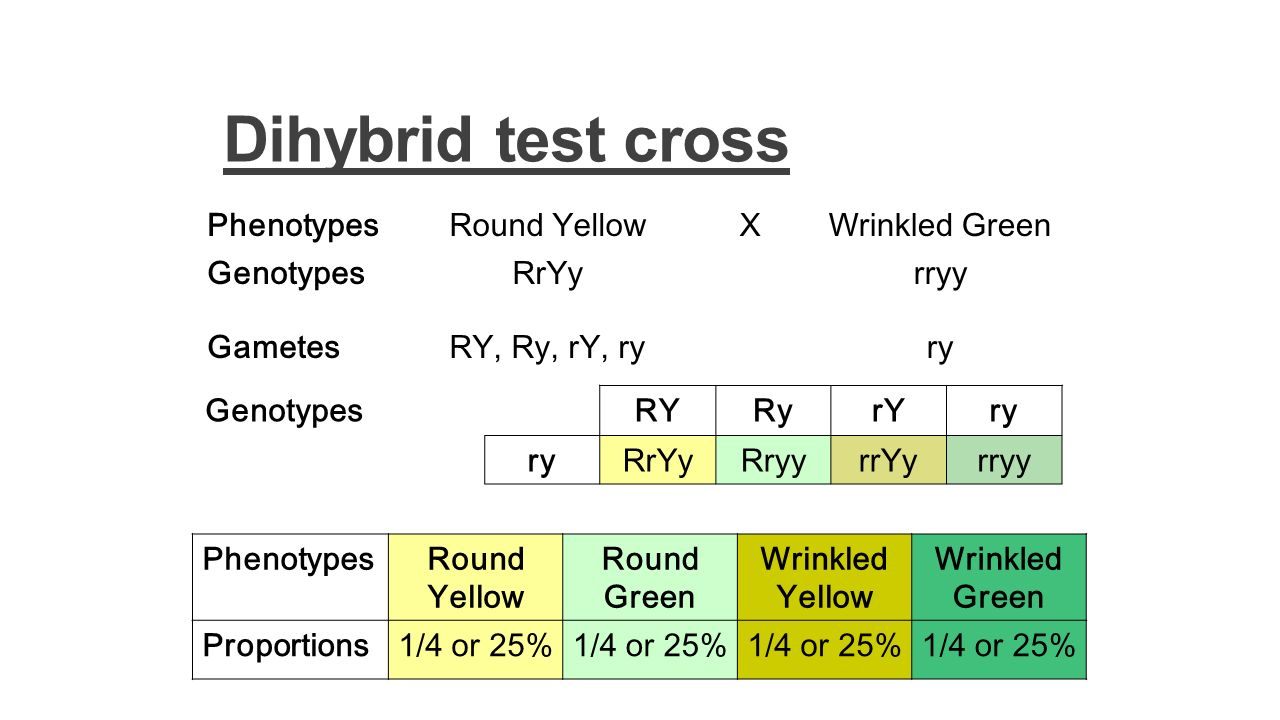 Dihybrid test cross
Phenotypes Round Yellow X Wrinkled Green
Genotypes RrYy rryy
Gametes RY, Ry, rY, ry ry
Genotypes RY Ry rY ry
ry RrYy Rryy rrYy rryy
Phenotypes Round Yellow Round Green Wrinkled Yellow Wrinkled Green
Proportions 1/4 or 25% 1/4 or 25% 1/4 or 25% 1/4 or 25%